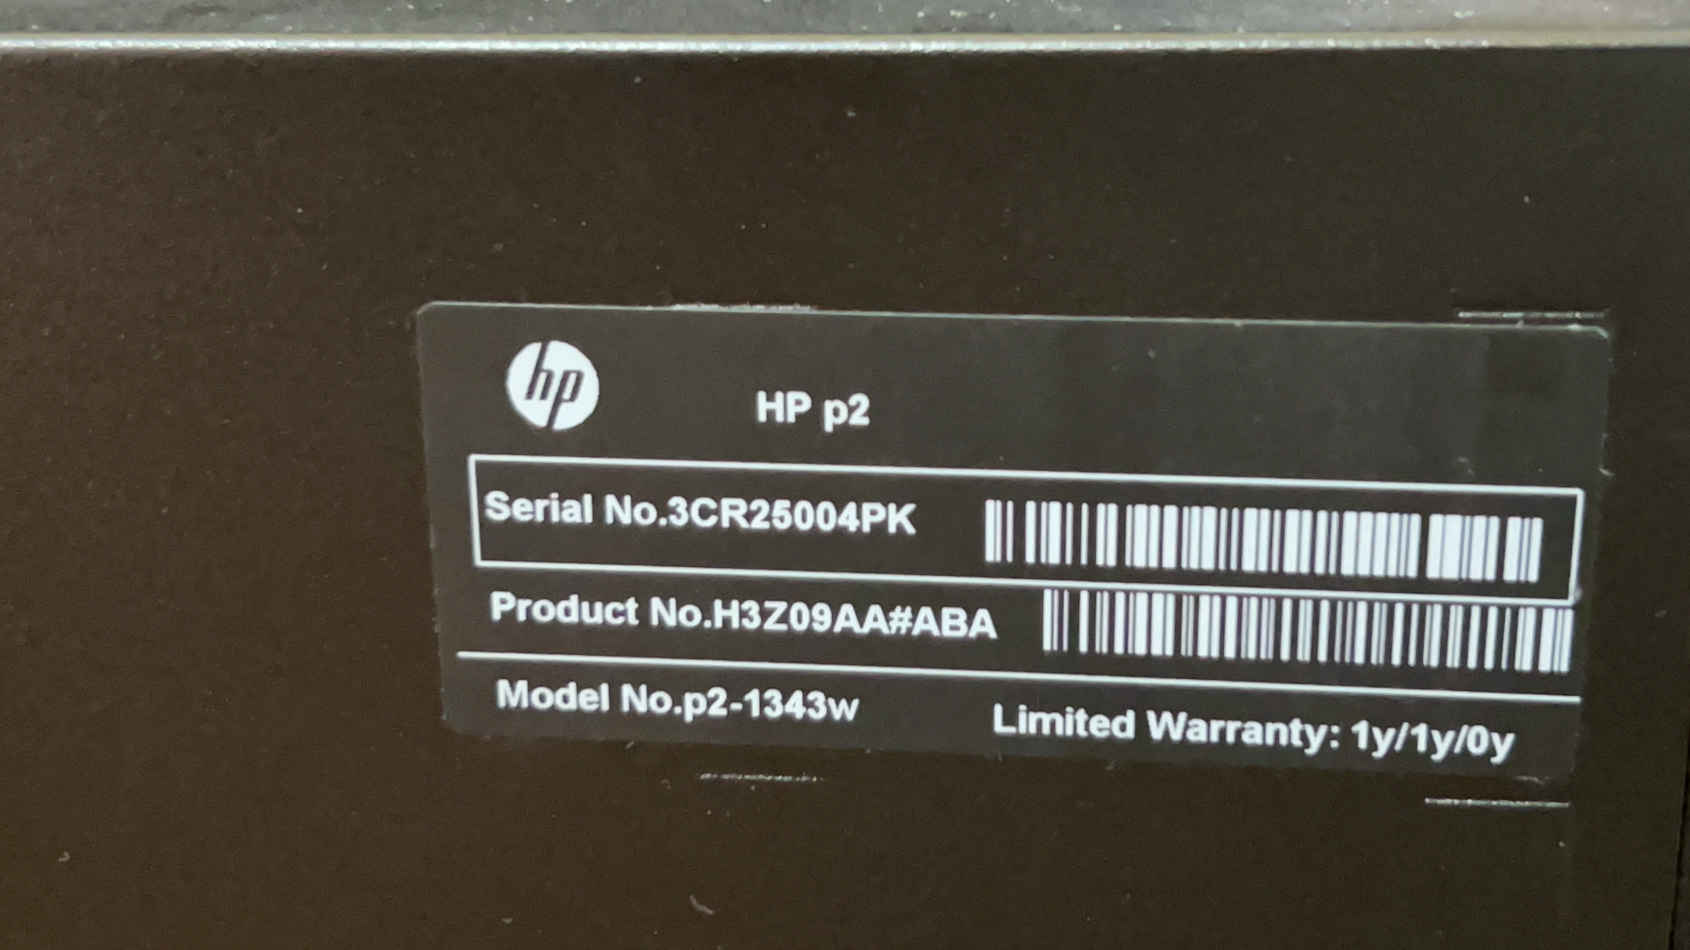 hp
HP p2
Serial No.3CR25004PK
Product No.H3Z09AA#ABA
Model No.p2-1343w
Limited Warranty: 1y/1y/0y